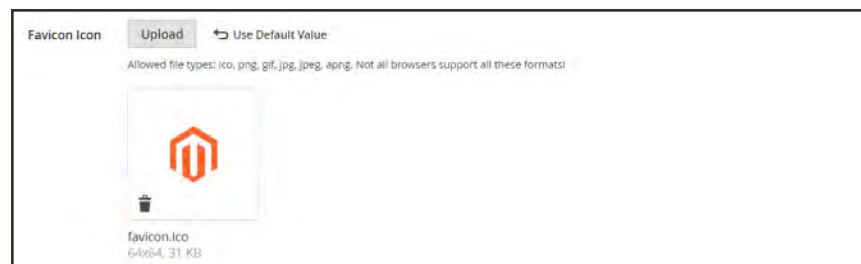 Favicon Icon Upload Use Default Value
Allowed file types: ico, png, gif, jpg, jpeg, apng. Not all browsers support all these formats!
favicon.ico
64x64, 31 KB